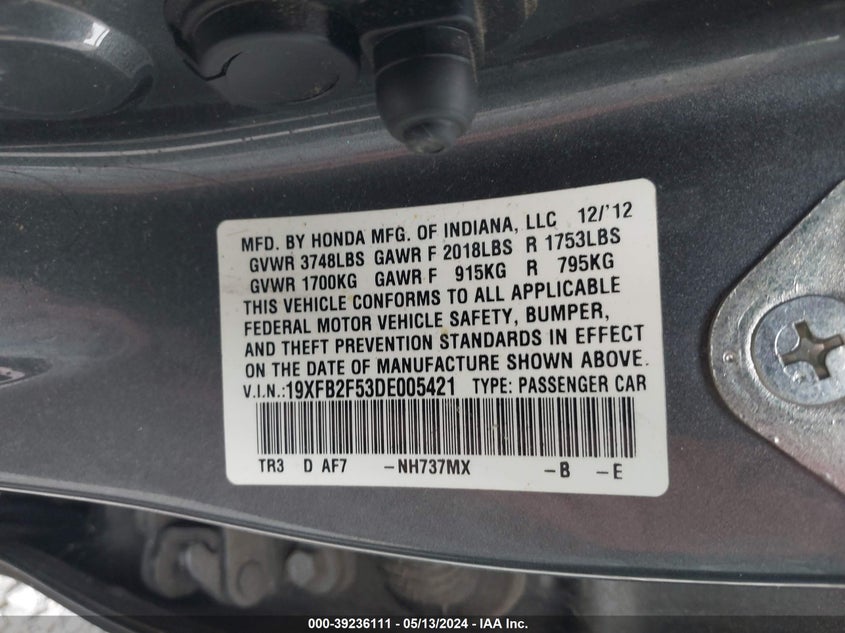 MFD. BY HONDA MFG. OF INDIANA, LLC 12/'12
GVWR 3748LBS GAWR F 2018LBS R 1753LBS
GVWR 1700KG GAWR F 915KG R 795KG
THIS VEHICLE CONFORMS TO ALL APPLICABLE
FEDERAL MOTOR VEHICLE SAFETY, BUMPER,
AND THEFT PREVENTION STANDARDS IN EFFECT
ON THE DATE OF MANUFACTURE SHOWN ABOVE.
V.I.N.:19XFB2F53DE005421 TYPE: PASSENGER CAR
TR3 D AF7 -NH737MX -B -E
000-39236111 - 05/13/2024 - IAA Inc.